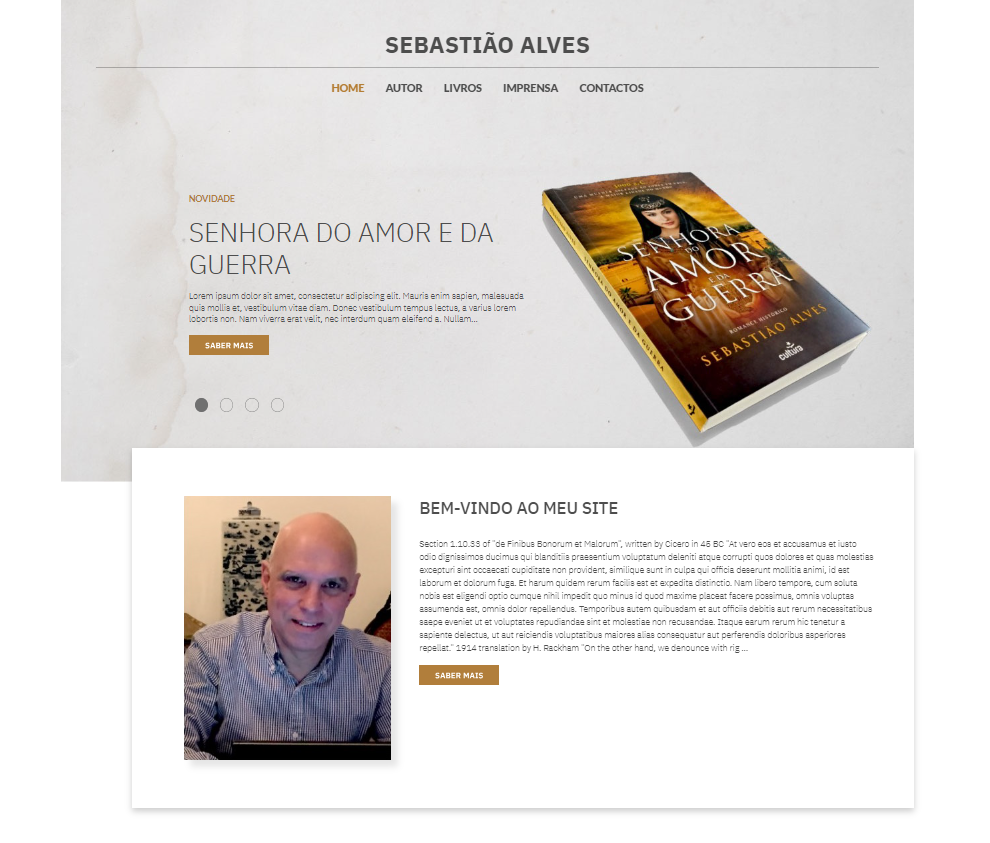 SEBASTIÃO ALVES
HOME AUTOR LIVROS IMPRENSA CONTACTOS
NOVIDADE
SENHORA DO AMOR E DA
GUERRA
Lorem ipsum dolor sit amet, consectetur adipiscing elit. Mauris enim sapien, malesuada
quis mollis et, vestibulum vitae diam. Donec vestibulum tempus lectus, a varius lorem
lobortis non. Nam viverra erat velit, nec interdum quam eleifend a. Nullam...
SABER MAIS
SENHORA
DO
AMOR
E DA
GUERRA
ROMANCE HISTÓRICO
SEBASTIÃO ALVES
cultura
SENHORA DO AMOR E DA GUERRA
BEM-VINDO AO MEU SITE
Section 1.10.33 of "de Finibus Bonorum et Malorum", written by Cicero in 45 BC "At vero eos et accusamus et iusto
odio dignissimos ducimus qui blanditiis praesentium voluptatum deleniti atque corrupti quos dolores et quas molestias
excepturi sint occaecati cupiditate non provident, similique sunt in culpa qui officia deserunt mollitia animi, id est
laborum et dolorum fuga. Et harum quidem rerum facilis est et expedita distinctio. Nam libero tempore, cum soluta
nobis est eligendi optio cumque nihil impedit quo minus id quod maxime placeat facere possimus, omnis voluptas
assumenda est, omnis dolor repellendus. Temporibus autem quibusdam et aut officiis debitis aut rerum necessitatibus
saepe eveniet ut et voluptates repudiandae sint et molestiae non recusandae. Itaque earum rerum hic tenetur a
sapiente delectus, ut aut reiciendis voluptatibus maiores alias consequatur aut perferendis doloribus asperiores
repellat." 1914 translation by H. Rackham "On the other hand, we denounce with rig ...
SABER MAIS